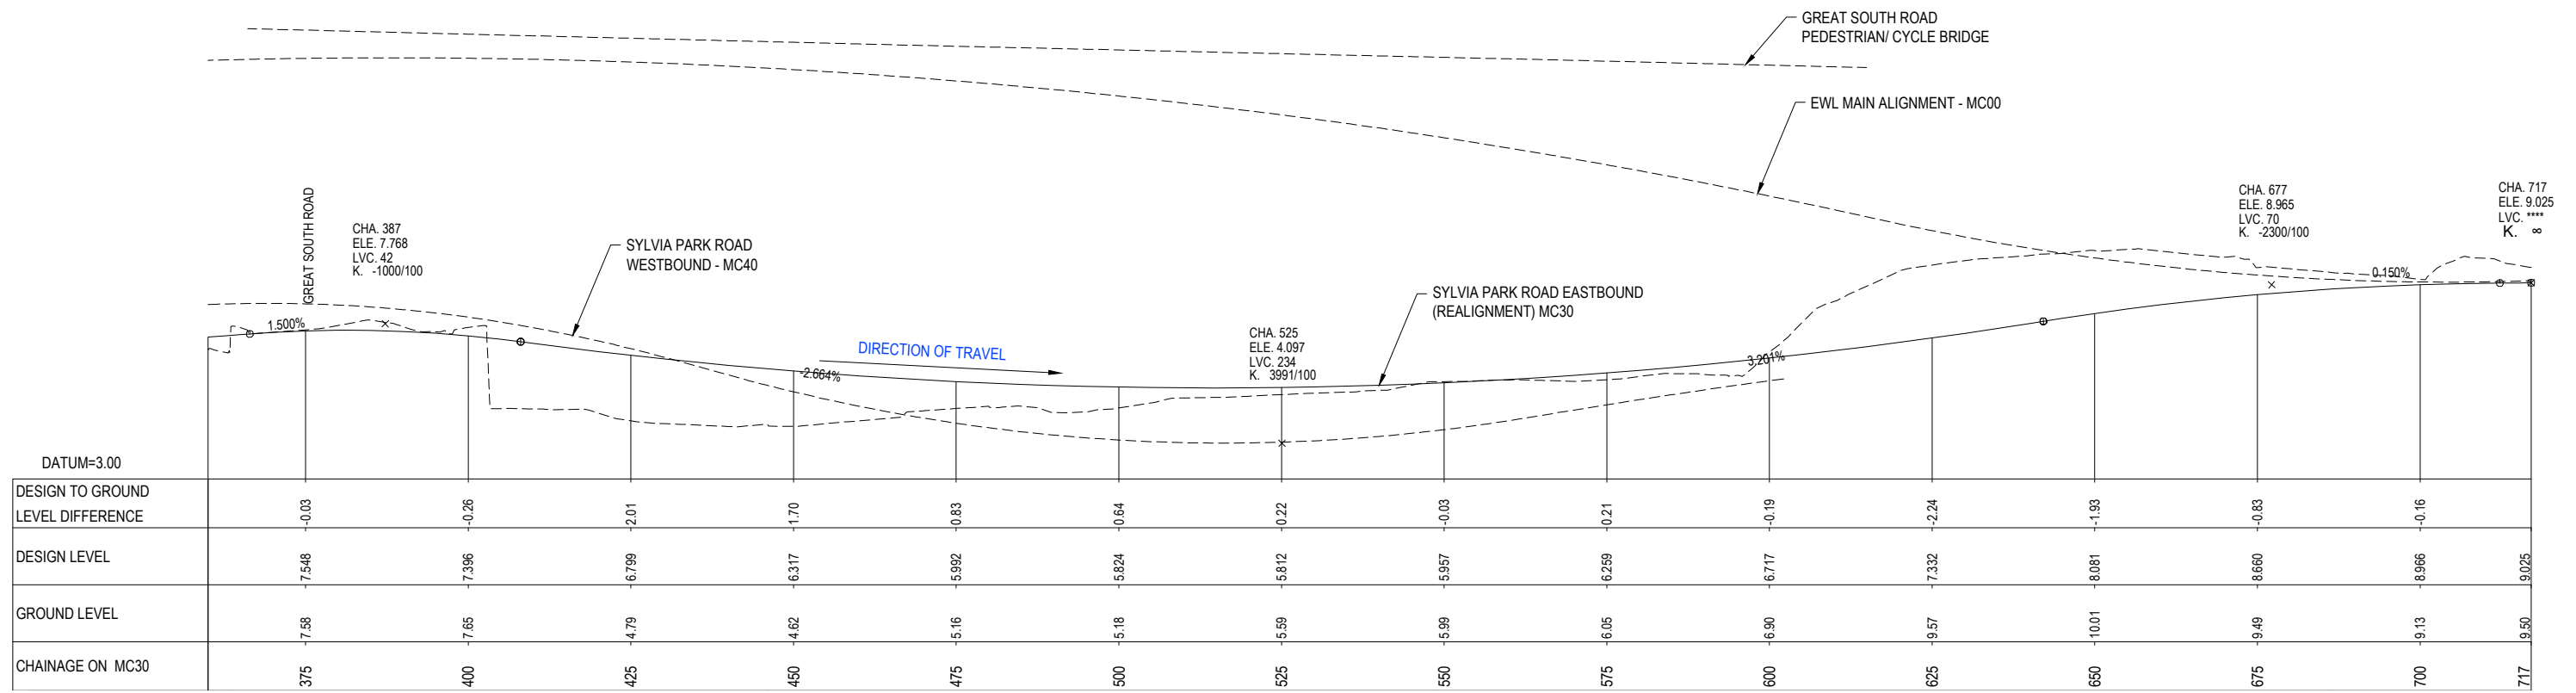 GREAT SOUTH ROAD
PEDESTRIAN/ CYCLE BRIDGE
EWL MAIN ALIGNMENT - MC00
GREAT SOUTH ROAD
CHA. 387
ELE. 7.768
LVC. 42
K. -1000/100
SYLVIA PARK ROAD
WESTBOUND - MC40
SYLVIA PARK ROAD EASTBOUND
(REALIGNMENT) MC30
CHA. 525
ELE. 4.097
LVC. 234
K. 3991/100
CHA. 677
ELE. 8.965
LVC. 70
K. -2300/100
CHA. 717
ELE. 9.025
LVC. ****
K. ∞
1.500%
-2.664%
DIRECTION OF TRAVEL
3.201%
0.150%
DATUM=3.00
DESIGN TO GROUND
LEVEL DIFFERENCE
-0.03 -0.26 2.01 1.70 0.83 0.64 0.22 -0.03 0.21 -0.19 -2.24 -1.93 -0.83 -0.16
DESIGN LEVEL 7.548 7.396 6.799 6.317 5.992 5.824 5.812 5.957 6.259 6.717 7.332 8.081 8.660 8.966 9.025
GROUND LEVEL 7.58 7.65 4.79 4.62 5.16 5.18 5.59 5.99 6.05 6.90 9.57 10.01 9.49 9.13 9.50
CHAINAGE ON MC30 375 400 425 450 475 500 525 550 575 600 625 650 675 700 717